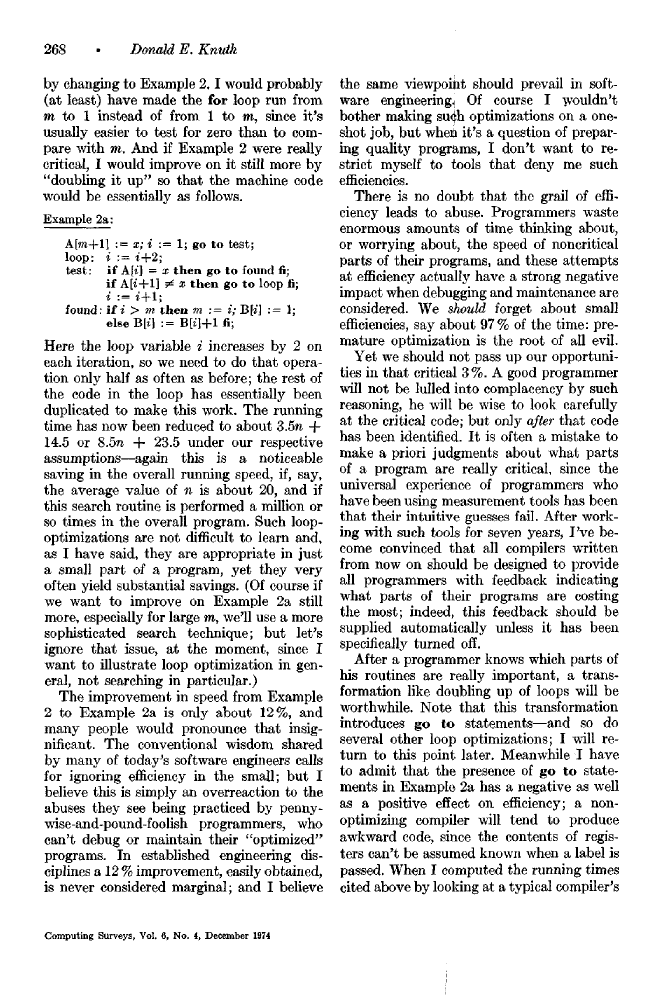 268 • Donald E. Knuth
by changing to Example 2, I would probably
(at least) have made the for loop run from
m to 1 instead of from 1 to m, since it's
usually easier to test for zero than to com-
pare with m. And if Example 2 were really
critical, I would improve on it still more by
"doubling it up" so that the machine code
would be essentially as follows.
Example 2a:
A[m+1] := x; i := 1; go to test;
loop: i := i+2;
test: if A[i] = x then go to found fi;
if A[i+1] ≠ x then go to loop fi;
i := i+1;
found: if i > m then m := i; B[i] := 1;
else B[i] := B[i]+1 fi;
Here the loop variable i increases by 2 on
each iteration, so we need to do that opera-
tion only half as often as before; the rest of
the code in the loop has essentially been
duplicated to make this work. The running
time has now been reduced to about 3.5n +
14.5 or 8.5n + 23.5 under our respective
assumptions—again this is a noticeable
saving in the overall running speed, if, say,
the average value of n is about 20, and if
this search routine is performed a million or
so times in the overall program. Such loop-
optimizations are not difficult to learn and,
as I have said, they are appropriate in just
a small part of a program, yet they very
often yield substantial savings. (Of course if
we want to improve on Example 2a still
more, especially for large m, we'll use a more
sophisticated search technique; but let's
ignore that issue, at the moment, since I
want to illustrate loop optimization in gen-
eral, not searching in particular.)
The improvement in speed from Example
2 to Example 2a is only about 12%, and
many people would pronounce that insig-
nificant. The conventional wisdom shared
by many of today's software engineers calls
for ignoring efficiency in the small; but I
believe this is simply an overreaction to the
abuses they see being practiced by penny-
wise-and-pound-foolish programmers, who
can't debug or maintain their "optimized"
programs. In established engineering dis-
ciplines a 12% improvement, easily obtained,
is never considered marginal; and I believe
the same viewpoint should prevail in soft-
ware engineering. Of course I wouldn't
bother making such optimizations on a one-
shot job, but when it's a question of prepar-
ing quality programs, I don't want to re-
strict myself to tools that deny me such
efficiencies.
There is no doubt that the grail of effi-
ciency leads to abuse. Programmers waste
enormous amounts of time thinking about,
or worrying about, the speed of noncritical
parts of their programs, and these attempts
at efficiency actually have a strong negative
impact when debugging and maintenance are
considered. We should forget about small
efficiencies, say about 97% of the time: pre-
mature optimization is the root of all evil.
Yet we should not pass up our opportuni-
ties in that critical 3%. A good programmer
will not be lulled into complacency by such
reasoning, he will be wise to look carefully
at the critical code; but only after that code
has been identified. It is often a mistake to
make a priori judgments about what parts
of a program are really critical, since the
universal experience of programmers who
have been using measurement tools has been
that their intuitive guesses fail. After work-
ing with such tools for seven years, I've be-
come convinced that all compilers written
from now on should be designed to provide
all programmers with feedback indicating
what parts of their programs are costing
the most; indeed, this feedback should be
supplied automatically unless it has been
specifically turned off.
After a programmer knows which parts of
his routines are really important, a trans-
formation like doubling up of loops will be
worthwhile. Note that this transformation
introduces go to statements—and so do
several other loop optimizations; I will re-
turn to this point later. Meanwhile I have
to admit that the presence of go to state-
ments in Example 2a has a negative as well
as a positive effect on efficiency; a non-
optimizing compiler will tend to produce
awkward code, since the contents of regis-
ters can't be assumed known when a label is
passed. When I computed the running times
cited above by looking at a typical compiler's
Computing Surveys, Vol. 6, No. 4, December 1974